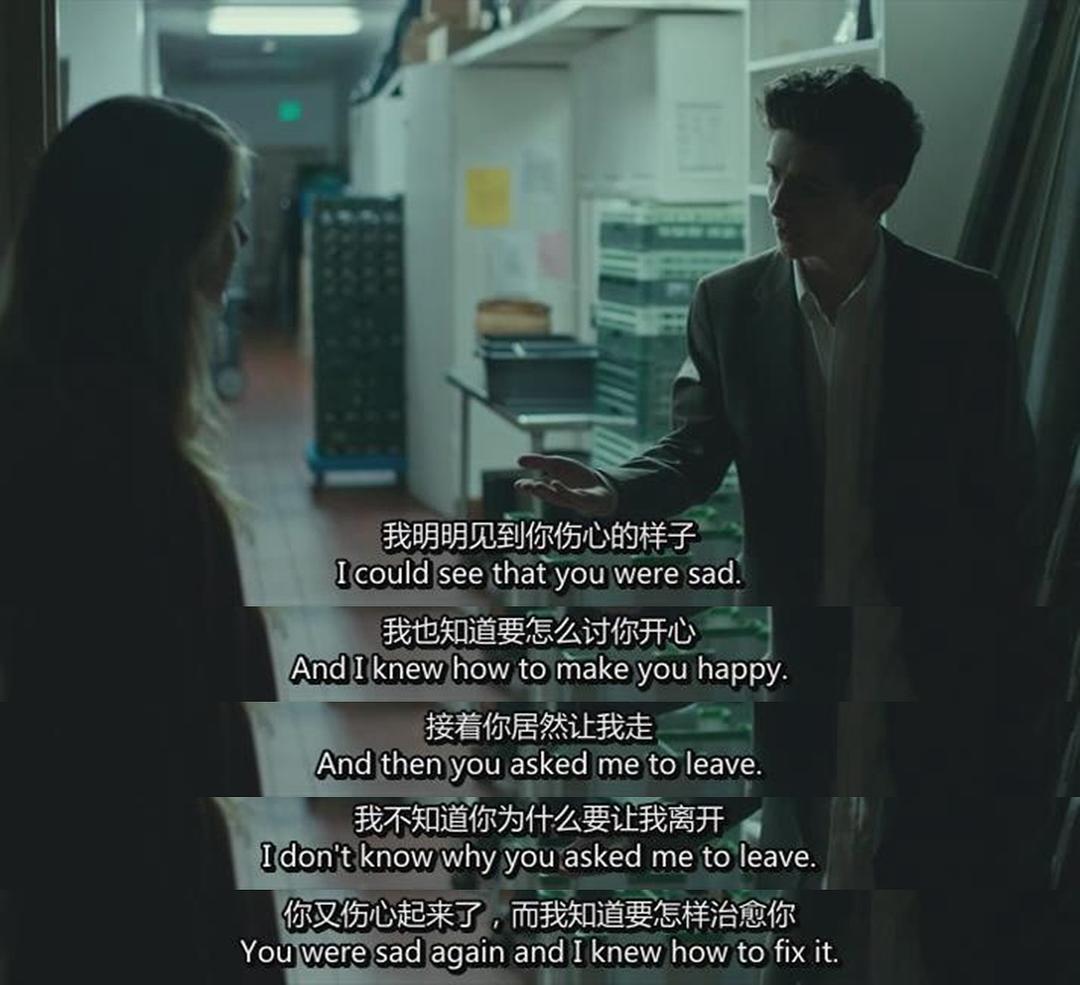 我明明见到你伤心的样子
I could see that you were sad.
我也知道要怎么讨你开心
And I knew how to make you happy.
接着你居然让我走
And then you asked me to leave.
我不知道你为什么要让我离开
I don't know why you asked me to leave.
你又伤心起来了，而我知道要怎样治愈你
You were sad again and I knew how to fix it.